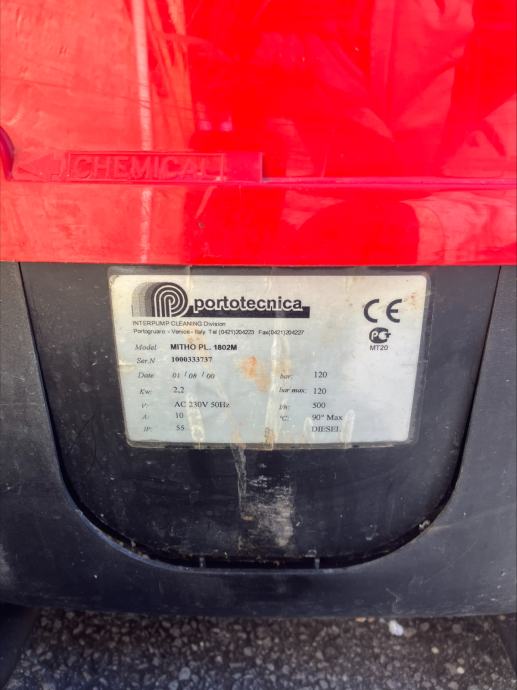 CHEMICAL
portotecnica
INTERPUMP CLEANING Division
Portogruaro - Venice - Italy Tel (0421)204223 Fax(0421)204227
CE
PG
MT20
Model MITHO PL. 1802M
Ser.N 1000333737
Date 01 / 08 / 00 bar: 120
Kw: 2,2 bar max: 120
V: AC 230V 50Hz l/h: 500
A: 10 °C: 90° Max
IP: 55 DIESEL